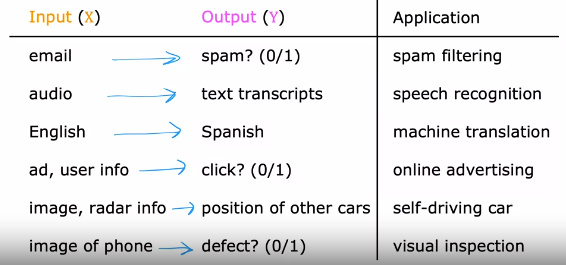 Input (X) Output (Y) Application
email spam? (0/1) spam filtering
audio text transcripts speech recognition
English Spanish machine translation
ad, user info click? (0/1) online advertising
image, radar info position of other cars self-driving car
image of phone defect? (0/1) visual inspection